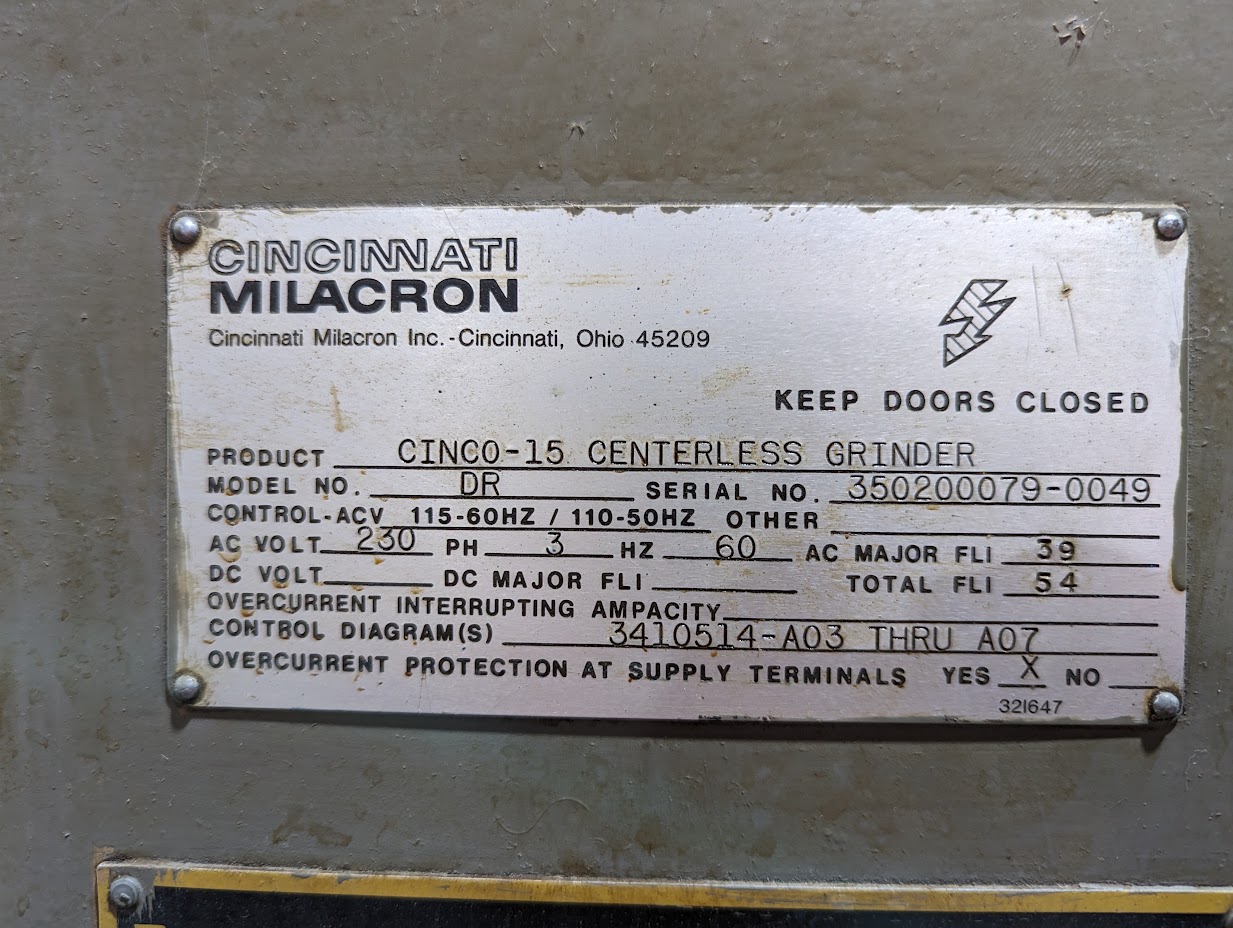 CINCINNATI
MILACRON
Cincinnati Milacron Inc.-Cincinnati, Ohio 45209
KEEP DOORS CLOSED
PRODUCT CINCO-15 CENTERLESS GRINDER
MODEL NO. DR SERIAL NO. 350200079-0049
CONTROL-ACV 115-60HZ / 110-50HZ OTHER
AC VOLT 230 PH 3 HZ 60 AC MAJOR FLI 39
DC VOLT DC MAJOR FLI TOTAL FLI 54
OVERCURRENT INTERRUPTING AMPACITY
CONTROL DIAGRAM(S) 3410514-A03 THRU A07
OVERCURRENT PROTECTION AT SUPPLY TERMINALS YES X NO
321647